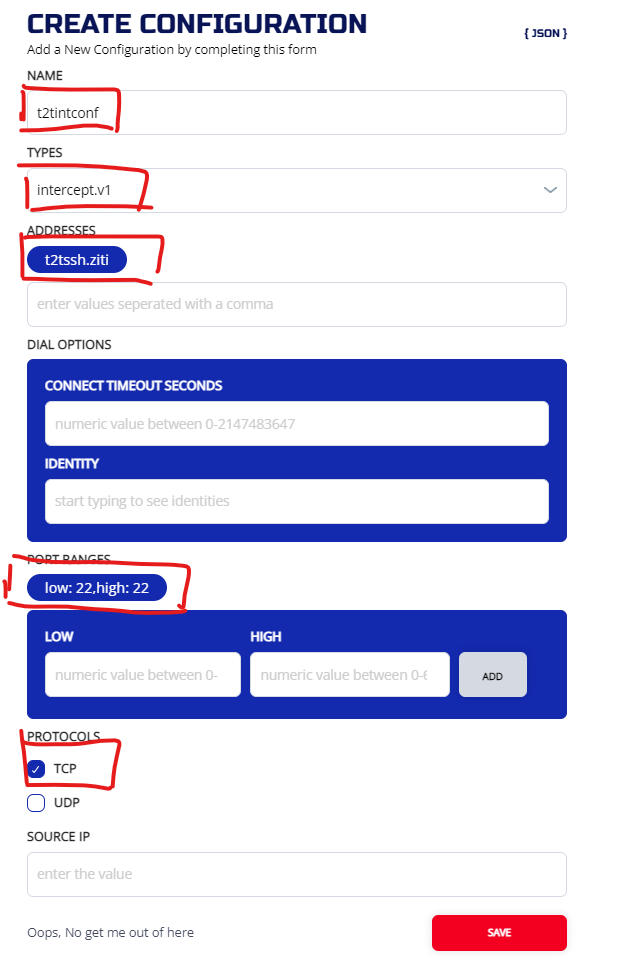 CREATE CONFIGURATION
{ JSON }
Add a New Configuration by completing this form
NAME
t2tintconf
TYPES
intercept.v1
ADDRESSES
t2tssh.ziti
enter values seperated with a comma
DIAL OPTIONS
CONNECT TIMEOUT SECONDS
numeric value between 0-2147483647
IDENTITY
start typing to see identities
PORT RANGES
low: 22,high: 22
LOW HIGH
numeric value between 0- numeric value between 0-6 ADD
PROTOCOLS
TCP
UDP
SOURCE IP
enter the value
Oops, No get me out of here SAVE